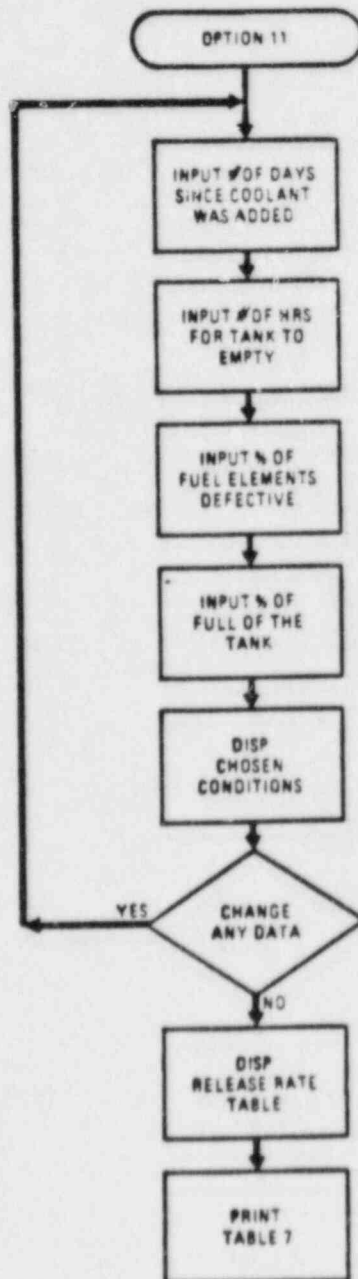 OPTION 11
INPUT # OF DAYS
SINCE COOLANT
WAS ADDED
INPUT # OF HRS
FOR TANK TO
EMPTY
INPUT % OF
FUEL ELEMENTS
DEFECTIVE
INPUT % OF
FULL OF THE
TANK
DISP
CHOSEN
CONDITIONS
YES
CHANGE
ANY DATA
NO
DISP
RELEASE RATE
TABLE
PRINT
TABLE 7